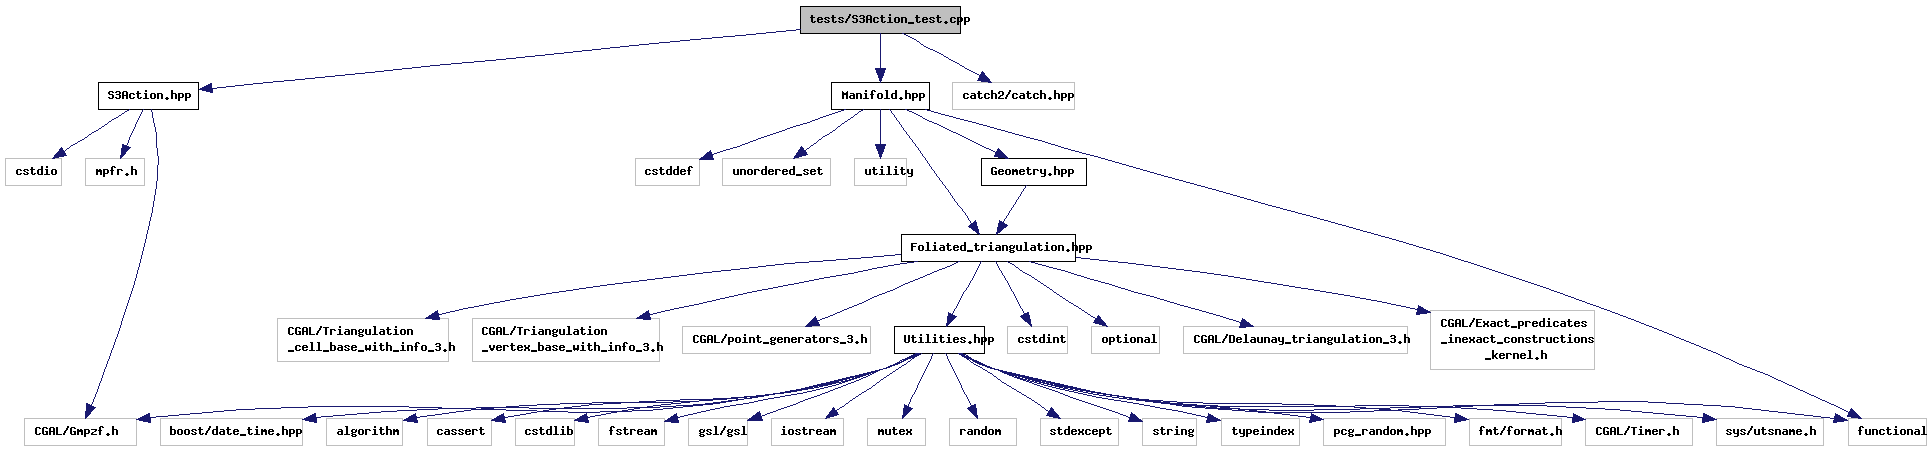 tests/S3Action_test.cpp
S3Action.hpp
Manifold.hpp
catch2/catch.hpp
cstdio
mpfr.h
cstddef
unordered_set
utility
Geometry.hpp
Foliated_triangulation.hpp
CGAL/Triangulation
_cell_base_with_info_3.h
CGAL/Triangulation
_vertex_base_with_info_3.h
CGAL/point_generators_3.h
Utilities.hpp
cstdint
optional
CGAL/Delaunay_triangulation_3.h
CGAL/Exact_predicates
_inexact_constructions
_kernel.h
CGAL/Gmpzf.h
boost/date_time.hpp
algorithm
cassert
cstdlib
fstream
gsl/gsl
iostream
mutex
random
stdexcept
string
typeindex
pcg_random.hpp
fmt/format.h
CGAL/Timer.h
sys/utsname.h
functional